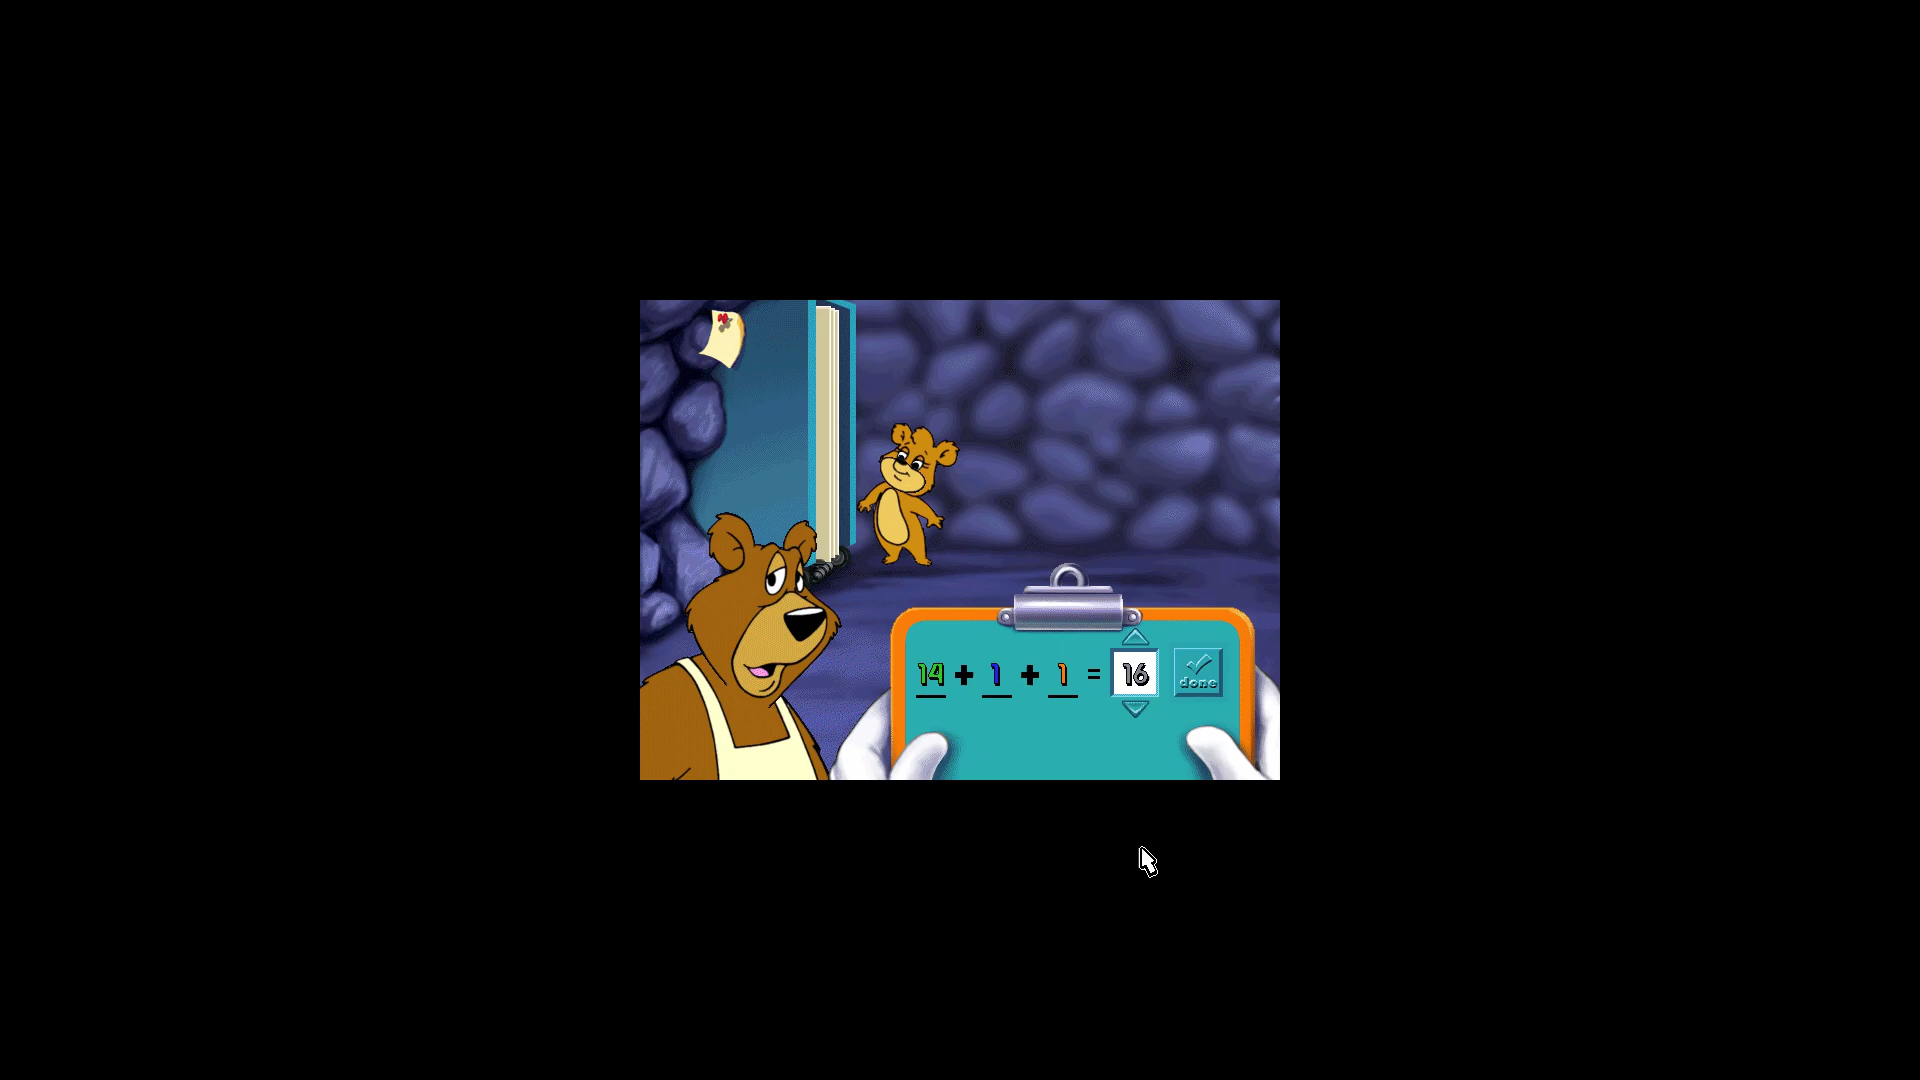 14 + 1 + 1 = 16
done